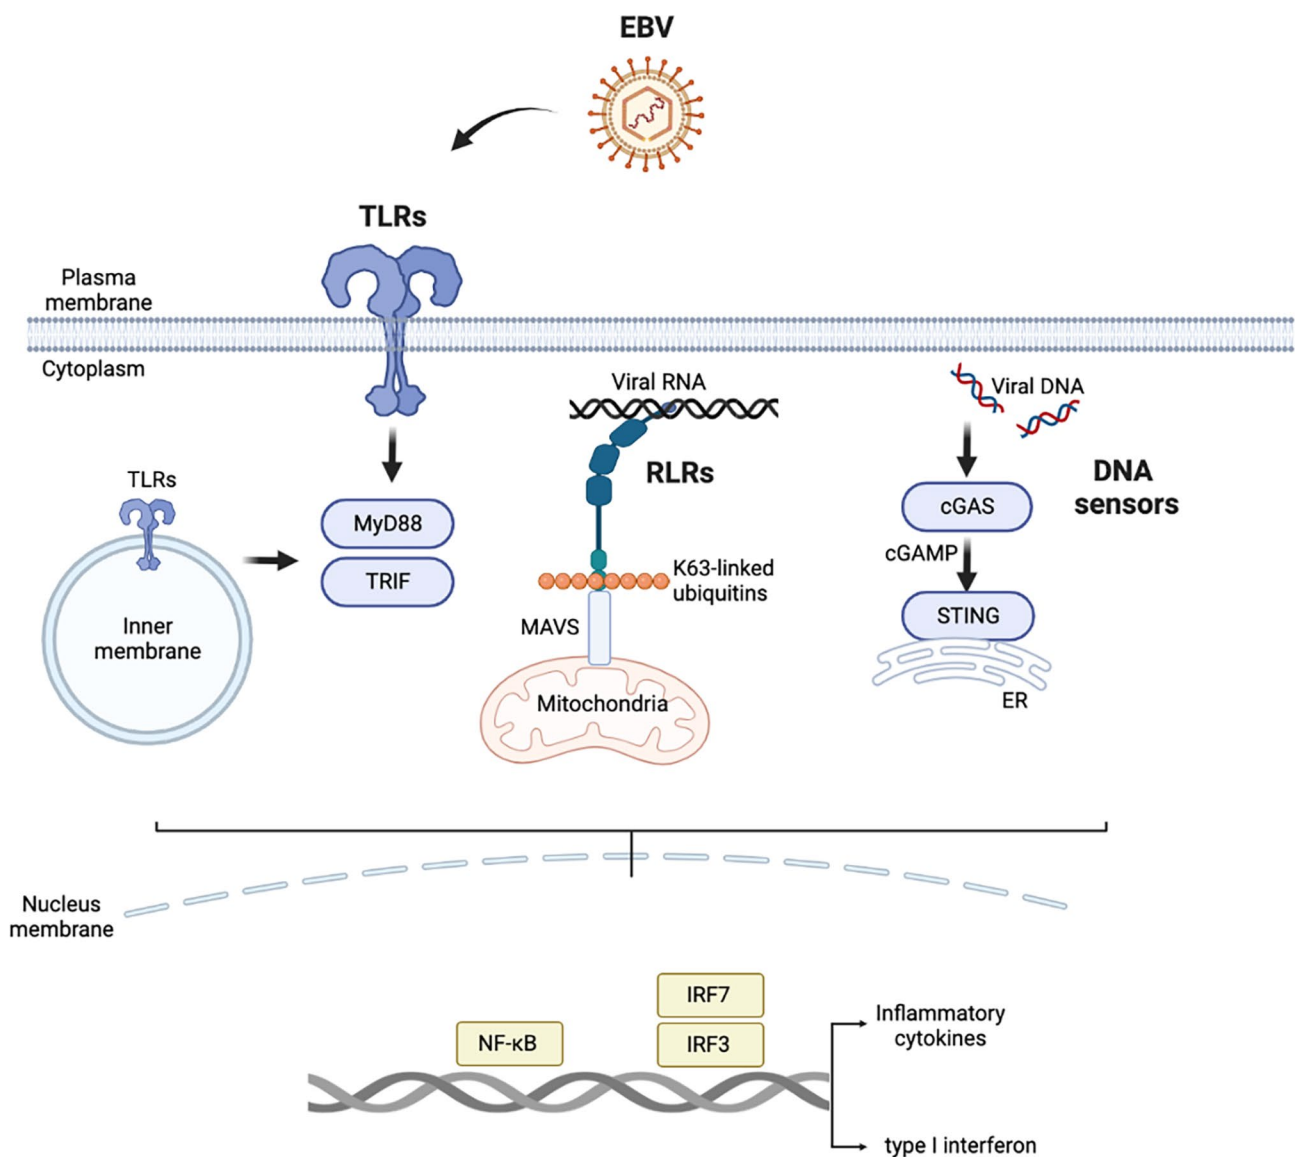 EBV
TLRs
Plasma
membrane
Cytoplasm
Viral RNA
Viral DNA
RLRs
DNA
sensors
TLRs
MyD88
TRIF
cGAS
cGAMP
K63-linked
ubiquitins
MAVS
STING
Inner
membrane
Mitochondria
ER
Nucleus
membrane
IRF7
NF-κB
IRF3
Inflammatory
cytokines
type I interferon